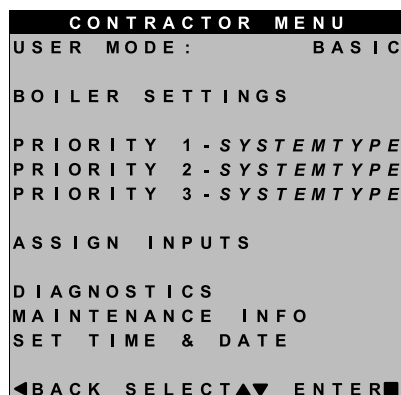 CONTRACTOR MENU
USER MODE: BASIC
BOILER SETTINGS
PRIORITY 1-SYSTEMTYPE
PRIORITY 2-SYSTEMTYPE
PRIORITY 3-SYSTEMTYPE
ASSIGN INPUTS
DIAGNOSTICS
MAINTENANCE INFO
SET TIME & DATE
◀BACK SELECT▲▼ ENTER■